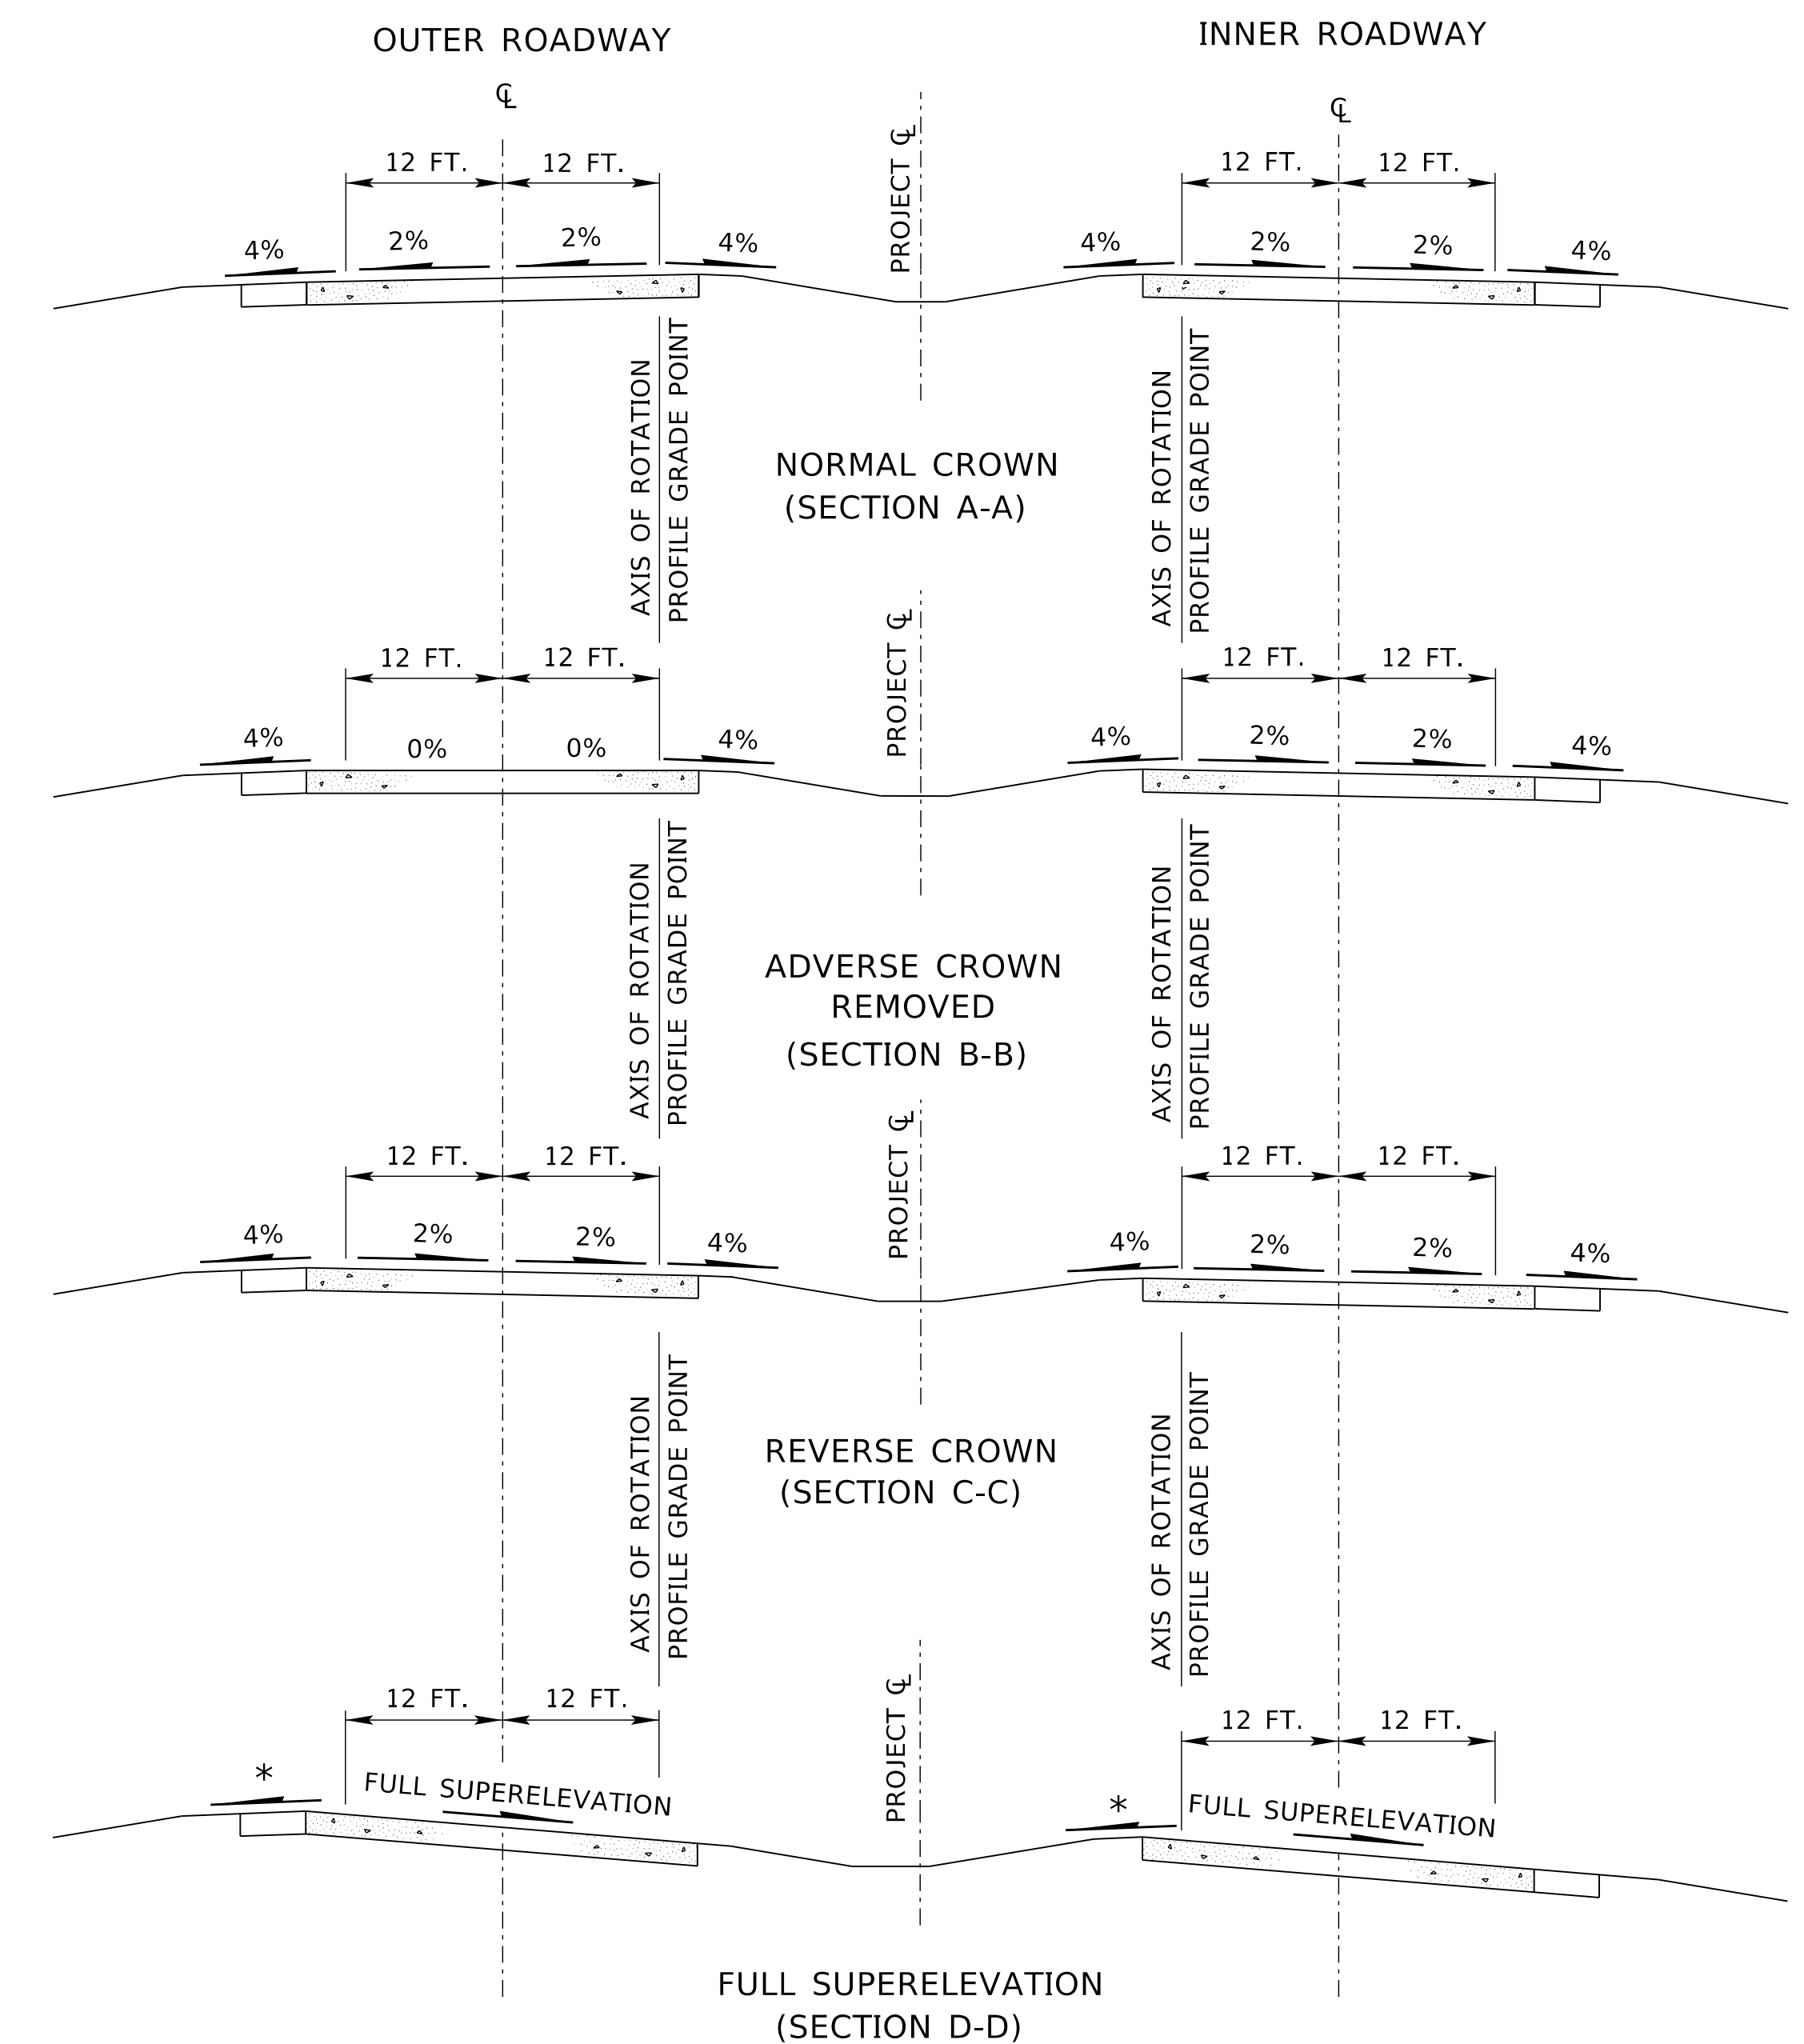 OUTER ROADWAY
INNER ROADWAY
℄
℄
PROJECT ℄
12 FT. 12 FT.
12 FT. 12 FT.
4% 2% 2% 4%
4% 2% 2% 4%
AXIS OF ROTATION
PROFILE GRADE POINT
AXIS OF ROTATION
PROFILE GRADE POINT
NORMAL CROWN
(SECTION A-A)
PROJECT ℄
12 FT. 12 FT.
12 FT. 12 FT.
4% 0% 0% 4%
4% 2% 2% 4%
AXIS OF ROTATION
PROFILE GRADE POINT
AXIS OF ROTATION
PROFILE GRADE POINT
ADVERSE CROWN
REMOVED
(SECTION B-B)
PROJECT ℄
12 FT. 12 FT.
12 FT. 12 FT.
4% 2% 2% 4%
4% 2% 2% 4%
AXIS OF ROTATION
PROFILE GRADE POINT
AXIS OF ROTATION
PROFILE GRADE POINT
REVERSE CROWN
(SECTION C-C)
PROJECT ℄
12 FT. 12 FT.
12 FT. 12 FT.
* FULL SUPERELEVATION
* FULL SUPERELEVATION
FULL SUPERELEVATION
(SECTION D-D)